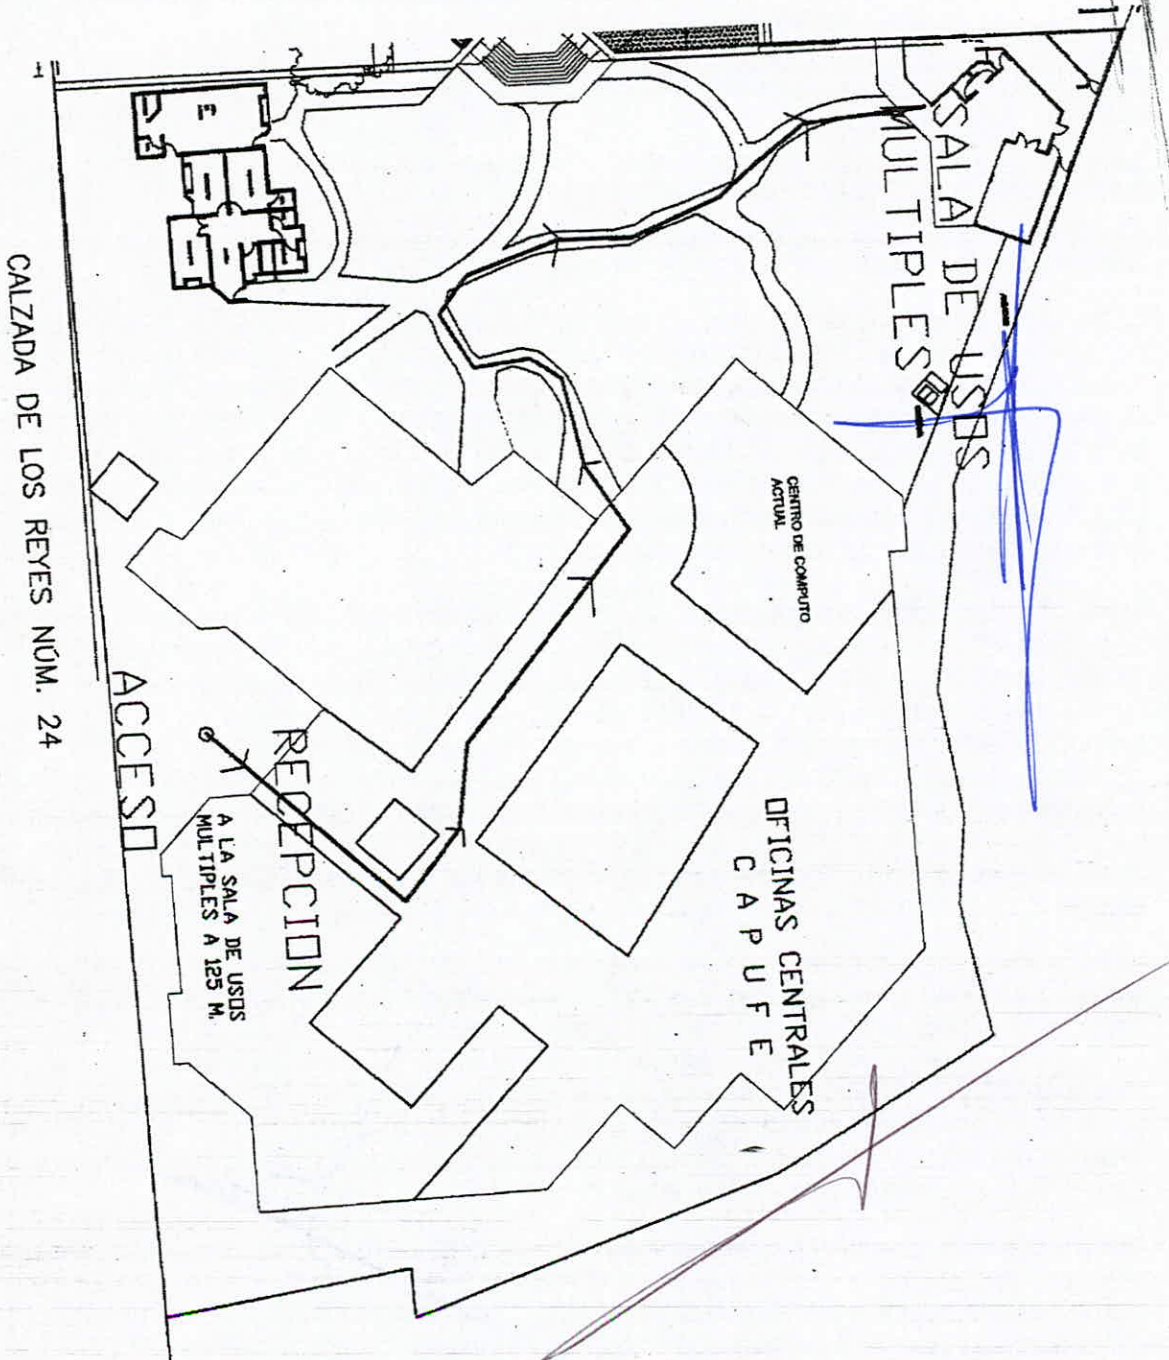 SALA DE USOS
MULTIPLES
CENTRO DE COMPUTO
ACTUAL
OFICINAS CENTRALES
C A P U F E
RECEPCION
A LA SALA DE USOS
MULTIPLES A 125 M.
ACCESO
CALZADA DE LOS REYES NÚM. 24